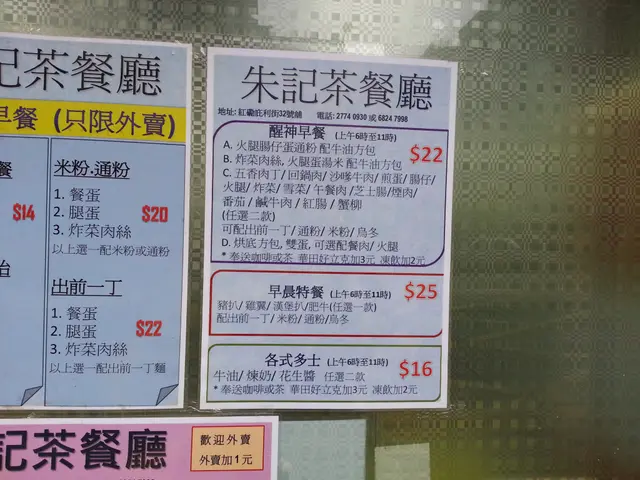 記茶餐廳
早餐 (只限外賣)
餐
$14
治
米粉.通粉
1. 餐蛋
2. 腿蛋
3. 炸菜肉絲
$20
以上選一配米粉或通粉
出前一丁
1. 餐蛋
2. 腿蛋
3. 炸菜肉絲
$22
以上選一配出前一丁麵
朱記茶餐廳
地址: 紅磡庇利街32號舖 電話: 2774 0930 或 6824 7998
醒神早餐 (上午6時至11時)
$22
A. 火腿腸仔蛋通粉 配牛油方包
B. 炸菜肉絲, 火腿蛋湯米 配牛油方包
C. 五香肉丁/ 回鍋肉/ 沙嗲牛肉/ 煎蛋/ 腸仔/
火腿/ 炸菜/ 雪菜/ 午餐肉/芝士腸/煙肉/
番茄/ 鹹牛肉/ 紅腸/ 蟹柳
(任選二款)
可配出前一丁/ 通粉/ 米粉/ 烏冬
D. 烘底方包, 雙蛋, 可選配餐肉/ 火腿
* 奉送咖啡或茶 華田好立克加3元 凍飲加2元
早晨特餐 (上午6時至11時)
$25
豬扒/ 雞翼/ 漢堡扒/肥牛(任選一款)
配出前一丁/ 米粉/ 通粉/烏冬
各式多士 (上午6時至11時)
$16
牛油/ 煉奶/ 花生醬 任選二款
* 奉送咖啡或茶 華田好立克加3元 凍飲加2元
記茶餐廳
歡迎外賣
外賣加1元